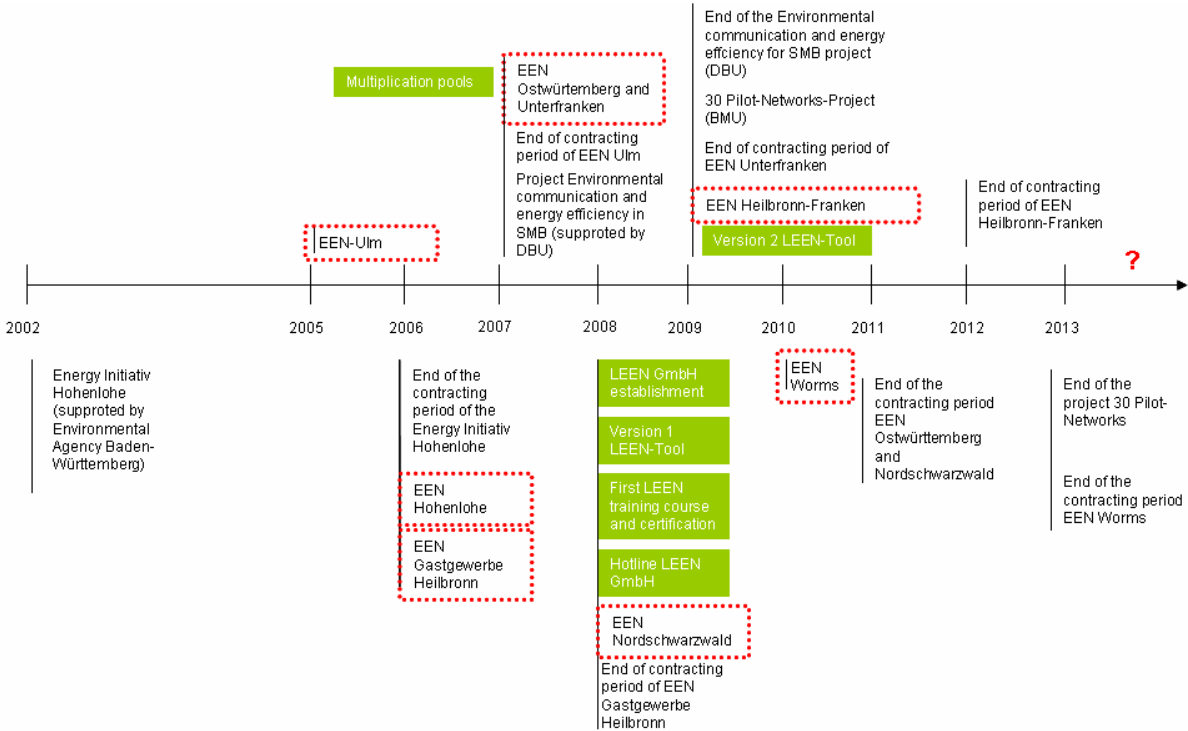 End of the Environmental
communication and energy
effciency for SMB project
(DBU)
30 Pilot-Networks-Project
(BMU)
End of contracting period of
EEN Unterfranken
EEN Heilbronn-Franken
Version 2 LEEN-Tool
Multiplication pools
EEN
Ostwürtemberg and
Unterfranken
End of contracting
period of EEN Ulm
Project Environmental
communication and
energy efficiency in
SMB (supproted by
DBU)
EEN-Ulm
End of contracting
period of EEN
Heilbronn-Franken
?
2002
2005
2006
2007
2008
2009
2010
2011
2012
2013
Energy Initiativ
Hohenlohe
(supproted by
Environmental
Agency Baden-
Württemberg)
End of the
contracting
period of the
Energy Initiativ
Hohenlohe
EEN
Hohenlohe
EEN
Gastgewerbe
Heilbronn
LEEN GmbH
establishment
Version 1
LEEN-Tool
First LEEN
training course
and certification
Hotline LEEN
GmbH
EEN
Nordschwarzwald
End of contracting
period of EEN
Gastgewerbe
Heilbronn
EEN
Worms
End of the
contracting period
EEN
Ostwürttemberg
and
Nordschwarzwald
End of the
project 30 Pilot-
Networks
End of the
contracting period
EEN Worms